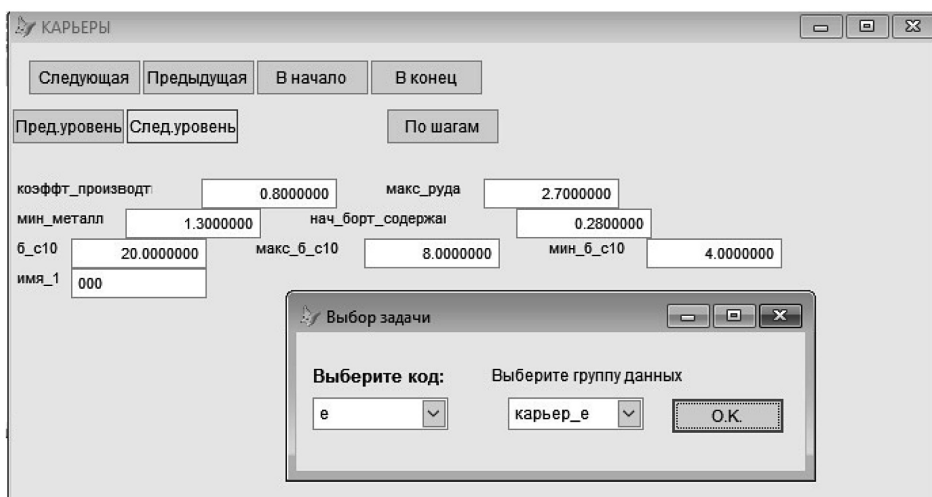 КАРЬЕРЫ
Следующая Предыдущая В начало В конец
Пред.уровень След.уровень По шагам
коэффт_производт 0.8000000 макс_руда 2.7000000
мин_металл 1.3000000 нач_борт_содержан 0.2800000
б_с10 20.0000000 макс_б_с10 8.0000000 мин_б_с10 4.0000000
имя_1 000
Выбор задачи
Выберите код: Выберите группу данных
е карьер_е О.К.